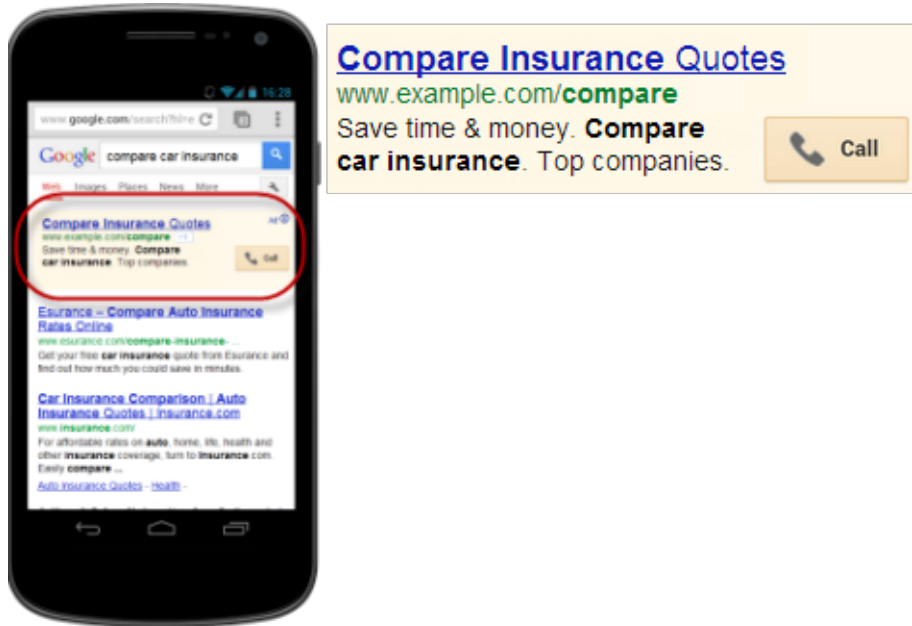 16:28
www.google.com/search?hl=e
Google compare car insurance
Web Images Places News More
Compare Insurance Quotes
Ad
www.example.com/compare
Save time & money. Compare
car insurance. Top companies.
Call
Esurance – Compare Auto Insurance
Rates Online
www.esurance.com/compare-insurance- ...
Get your free car insurance quote from Esurance and
find out how much you could save in minutes.
Car Insurance Comparison | Auto
Insurance Quotes | Insurance.com
www.insurance.com/
For affordable rates on auto, home, life, health and
other insurance coverage, turn to Insurance.com.
Easily compare ...
Auto Insurance Quotes - Health -
Compare Insurance Quotes
www.example.com/compare
Save time & money. Compare
car insurance. Top companies.
Call